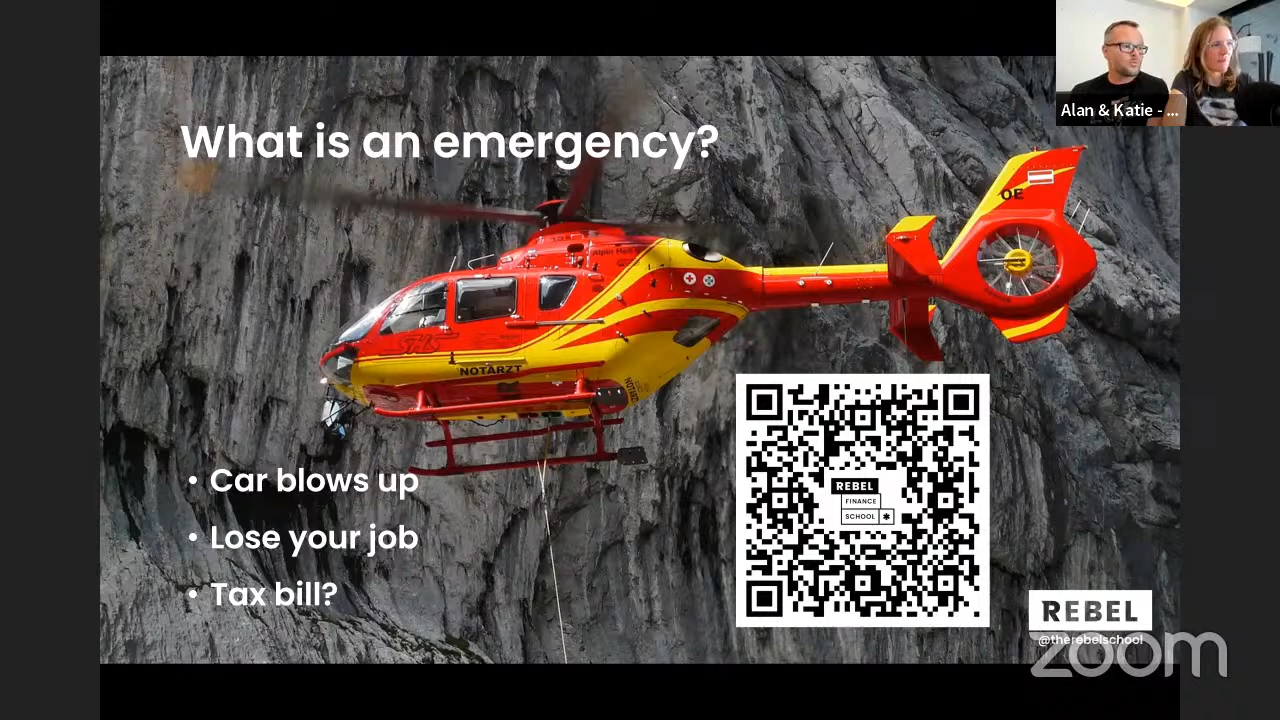 What is an emergency?
Alan & Katie - ...
OE
SHS
NOTARZT
• Car blows up
• Lose your job
• Tax bill?
REBEL
FINANCE
SCHOOL *
REBEL
@therebelschool
zoom